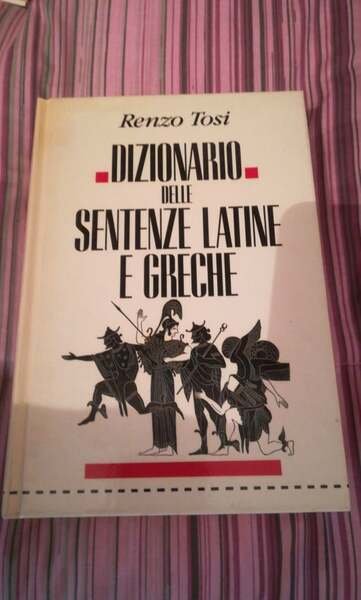 Renzo Tosi
DIZIONARIO
DELLE
SENTENZE LATINE
E GRECHE